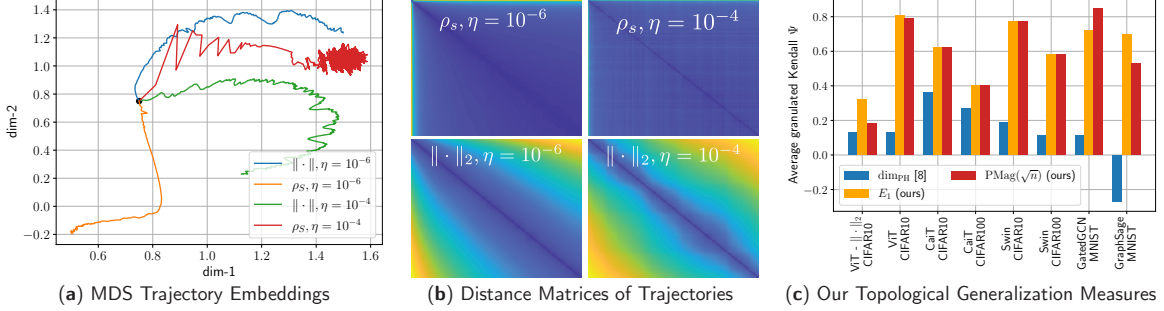 1.4
1.2
1.0
0.8
0.6
0.4
0.2
0.0
−0.2
dim-2
0.6
0.8
1.0
1.2
1.4
1.6
dim-1
‖ · ‖, η = 10⁻⁶
ρ_S, η = 10⁻⁶
‖ · ‖, η = 10⁻⁴
ρ_S, η = 10⁻⁴
(a) MDS Trajectory Embeddings
ρ_s, η = 10⁻⁶
ρ_s, η = 10⁻⁴
‖ · ‖₂, η = 10⁻⁶
‖ · ‖₂, η = 10⁻⁴
(b) Distance Matrices of Trajectories
Average granulated Kendall Ψ
0.8
0.6
0.4
0.2
0.0
−0.2
dim_PH [8]
E₁ (ours)
PMag(√n) (ours)
ViT - ‖ · ‖₂
CIFAR10
ViT
CIFAR10
CaiT
CIFAR10
CaiT
CIFAR100
Swin
CIFAR10
Swin
CIFAR100
GatedGCN
MNIST
GraphSage
MNIST
(c) Our Topological Generalization Measures